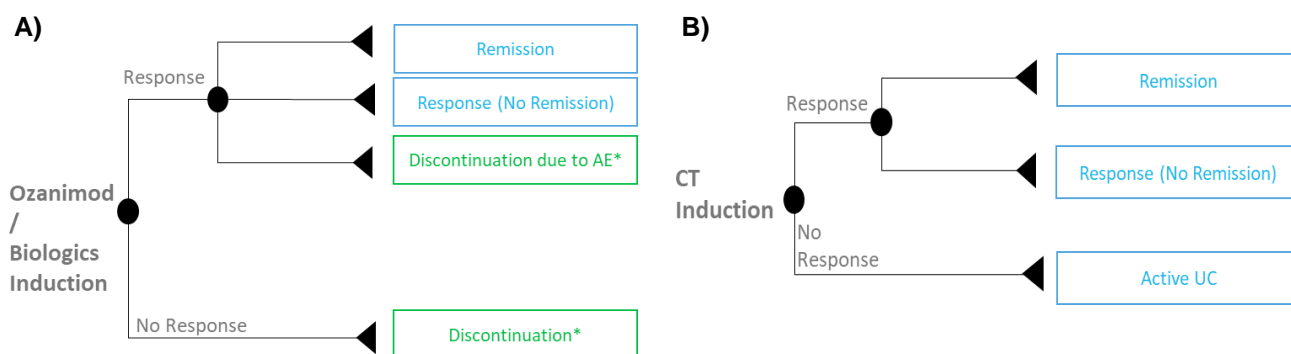 A)
Response
Remission
Response (No Remission)
Discontinuation due to AE*
Ozanimod
/
Biologics
Induction
No Response
Discontinuation*
B)
Response
Remission
Response (No Remission)
CT
Induction
No
Response
Active UC